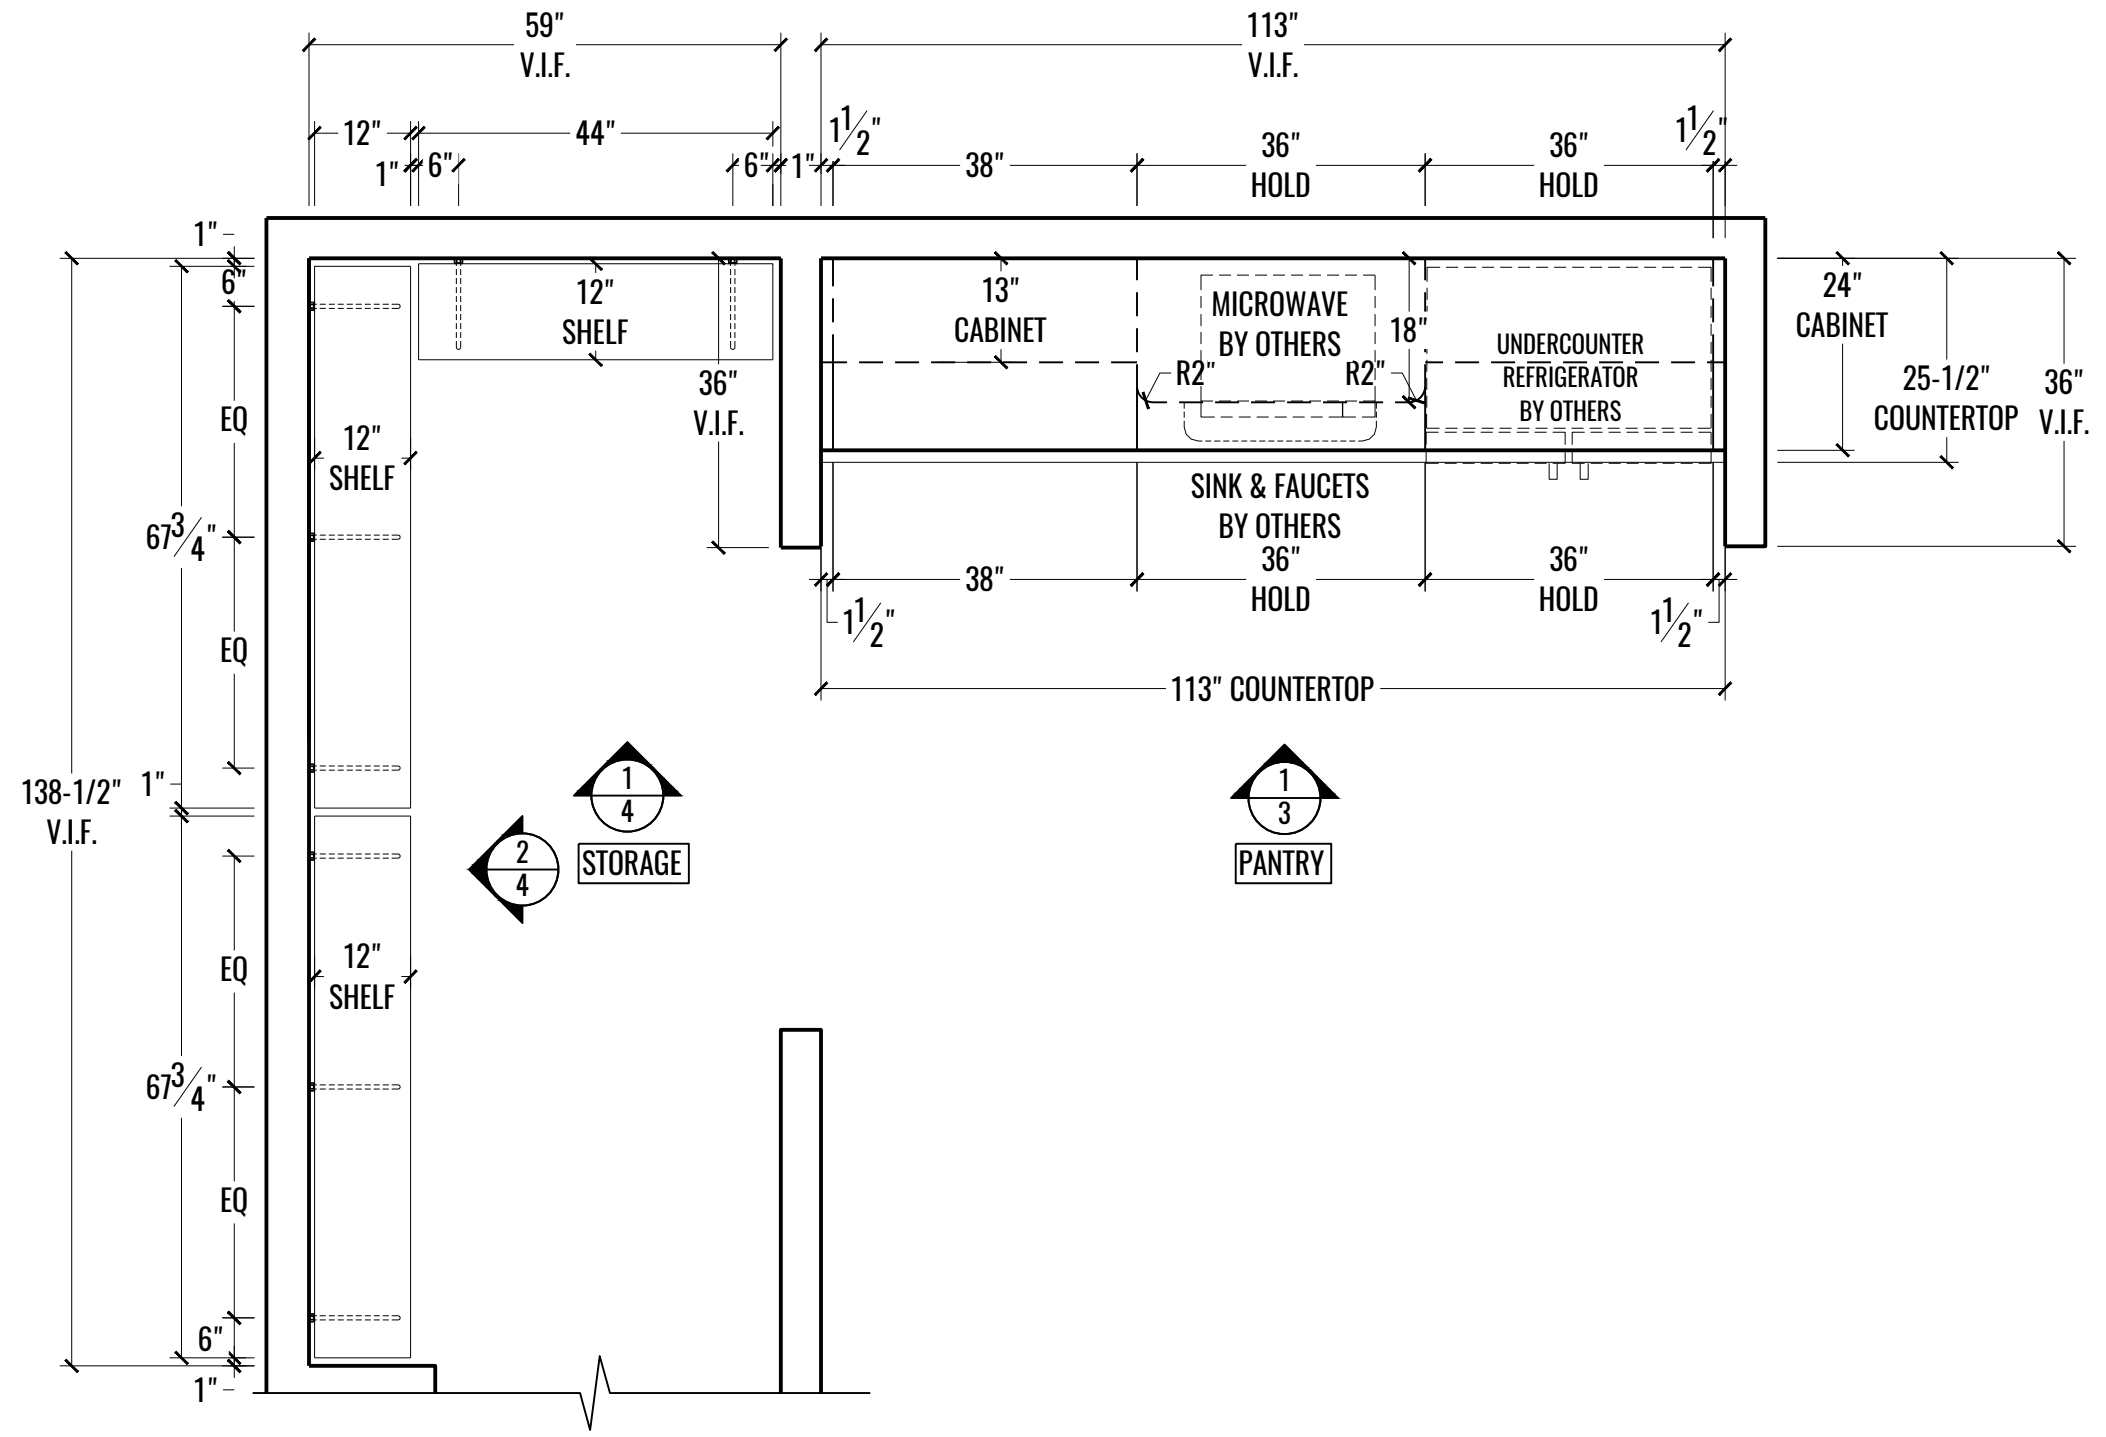 59"
V.I.F.
113"
V.I.F.
12"
44"
1"
6"
6"
1"
1 1/2"
38"
36"
HOLD
36"
HOLD
1 1/2"
1"
6"
EQ
67 3/4"
EQ
1"
138-1/2"
V.I.F.
EQ
67 3/4"
EQ
6"
1"
12"
SHELF
12"
SHELF
12"
SHELF
36"
V.I.F.
13"
CABINET
MICROWAVE
BY OTHERS
R2"
R2"
18"
UNDERCOUNTER
REFRIGERATOR
BY OTHERS
24"
CABINET
25-1/2"
COUNTERTOP
36"
V.I.F.
SINK & FAUCETS
BY OTHERS
38"
36"
HOLD
36"
HOLD
1 1/2"
1 1/2"
113" COUNTERTOP
1
4
2
4
STORAGE
1
3
PANTRY